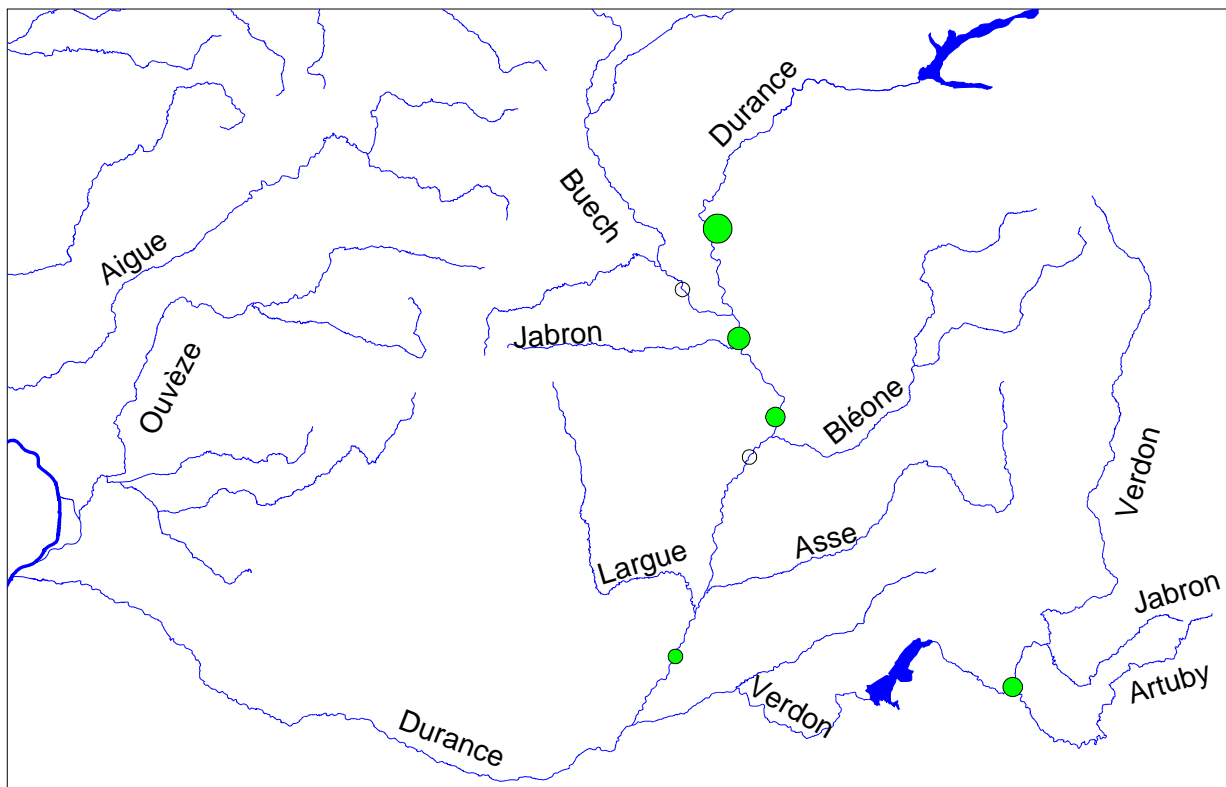 Durance
Buech
Aigue
Jabron
Ouvèze
Bléone
Verdon
Asse
Largue
Jabron
Artuby
Verdon
Durance